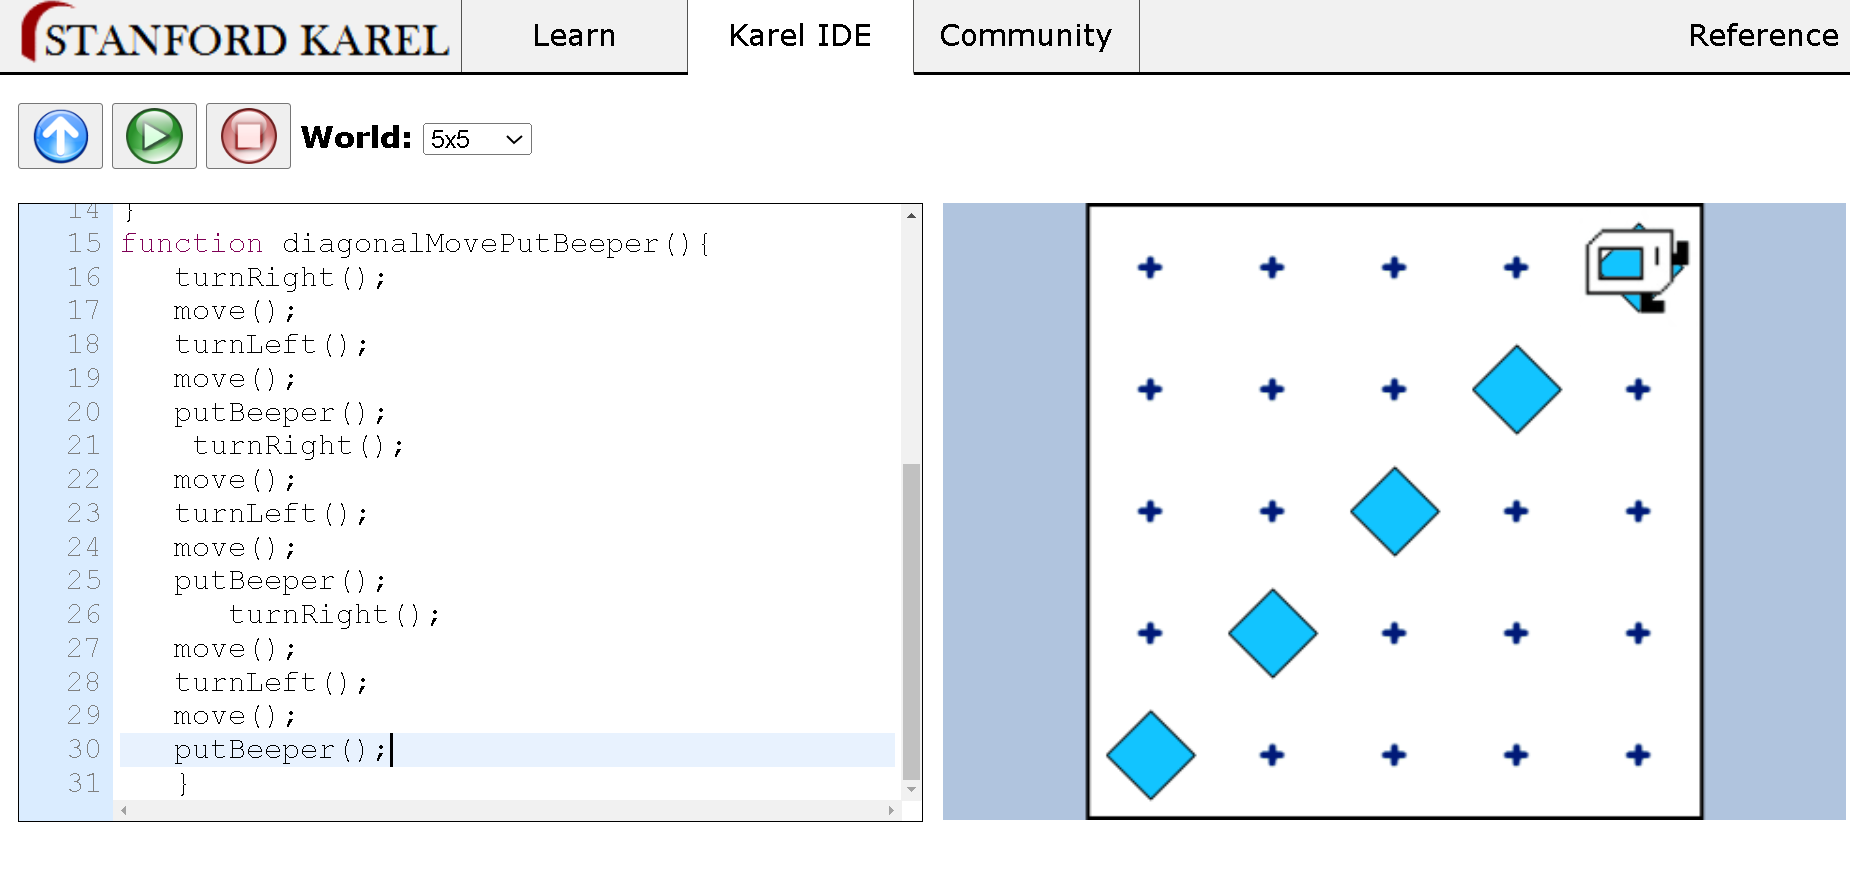 STANFORD KAREL
Learn
Karel IDE
Community
Reference
World: 5x5
14 }
15 function diagonalMovePutBeeper(){
16 turnRight();
17 move();
18 turnLeft();
19 move();
20 putBeeper();
21 turnRight();
22 move();
23 turnLeft();
24 move();
25 putBeeper();
26 turnRight();
27 move();
28 turnLeft();
29 move();
30 putBeeper();
31 }